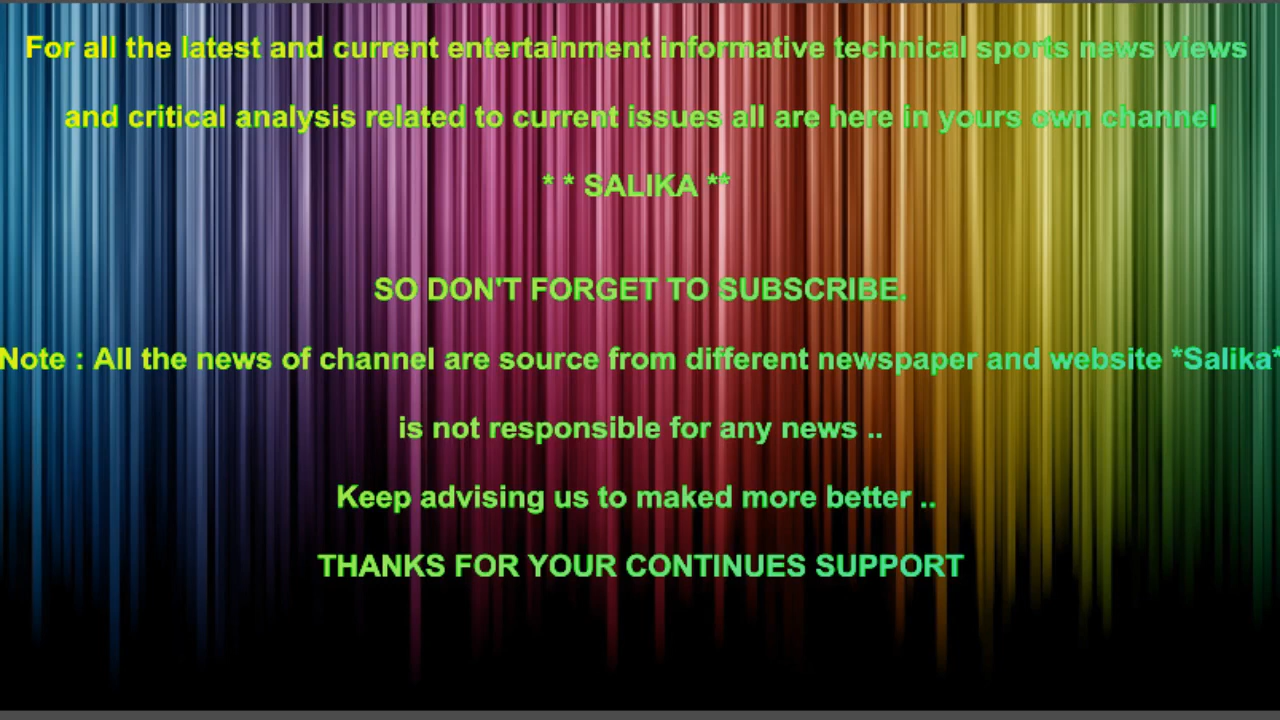 For all the latest and current entertainment informative technical sports news views
and critical analysis related to current issues all are here in yours own channel
* * SALIKA **
SO DON'T FORGET TO SUBSCRIBE.
Note : All the news of channel are source from different newspaper and website *Salika*
is not responsible for any news ..
Keep advising us to maked more better ..
THANKS FOR YOUR CONTINUES SUPPORT